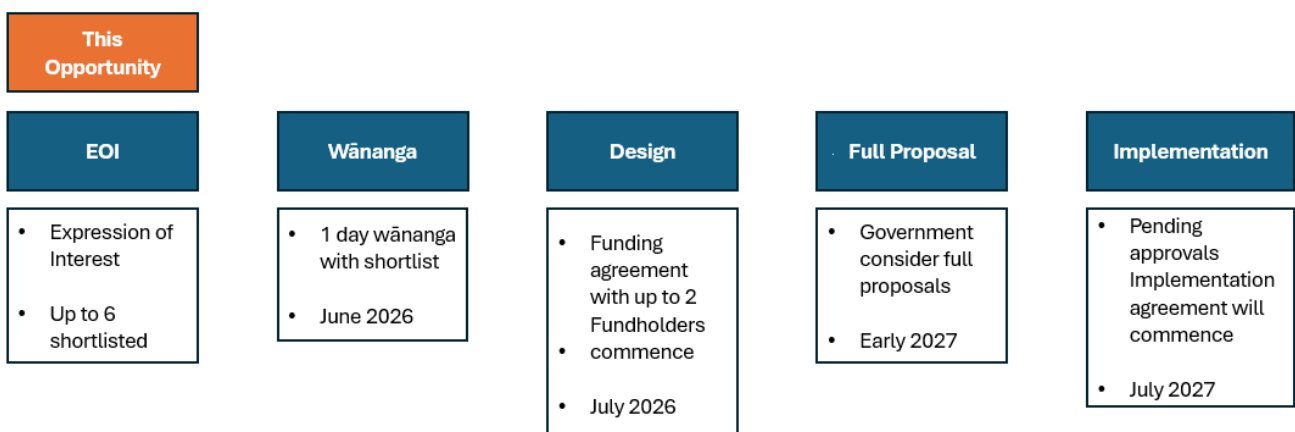 This
Opportunity
EOI
• Expression of
Interest
• Up to 6
shortlisted
Wānanga
• 1 day wānanga
with shortlist
• June 2026
Design
• Funding
agreement
with up to 2
Fundholders
• commence
• July 2026
Full Proposal
• Government
consider full
proposals
• Early 2027
Implementation
• Pending
approvals
Implementation
agreement will
commence
• July 2027